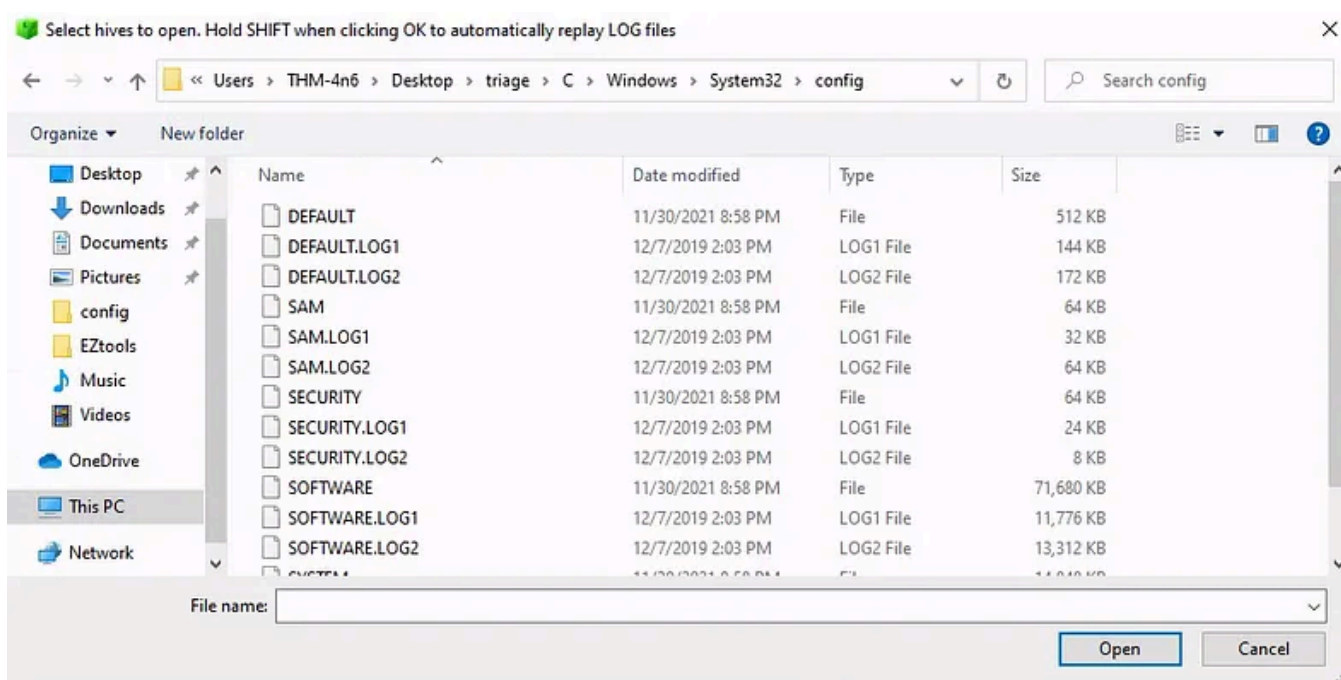 Select hives to open. Hold SHIFT when clicking OK to automatically replay LOG files
« Users > THM-4n6 > Desktop > triage > C > Windows > System32 > config
Search config
Organize
New folder
Name Date modified Type Size
Desktop
Downloads
Documents
Pictures
config
EZtools
Music
Videos
OneDrive
This PC
Network
DEFAULT 11/30/2021 8:58 PM File 512 KB
DEFAULT.LOG1 12/7/2019 2:03 PM LOG1 File 144 KB
DEFAULT.LOG2 12/7/2019 2:03 PM LOG2 File 172 KB
SAM 11/30/2021 8:58 PM File 64 KB
SAM.LOG1 12/7/2019 2:03 PM LOG1 File 32 KB
SAM.LOG2 12/7/2019 2:03 PM LOG2 File 64 KB
SECURITY 11/30/2021 8:58 PM File 64 KB
SECURITY.LOG1 12/7/2019 2:03 PM LOG1 File 24 KB
SECURITY.LOG2 12/7/2019 2:03 PM LOG2 File 8 KB
SOFTWARE 11/30/2021 8:58 PM File 71,680 KB
SOFTWARE.LOG1 12/7/2019 2:03 PM LOG1 File 11,776 KB
SOFTWARE.LOG2 12/7/2019 2:03 PM LOG2 File 13,312 KB
File name:
Open
Cancel